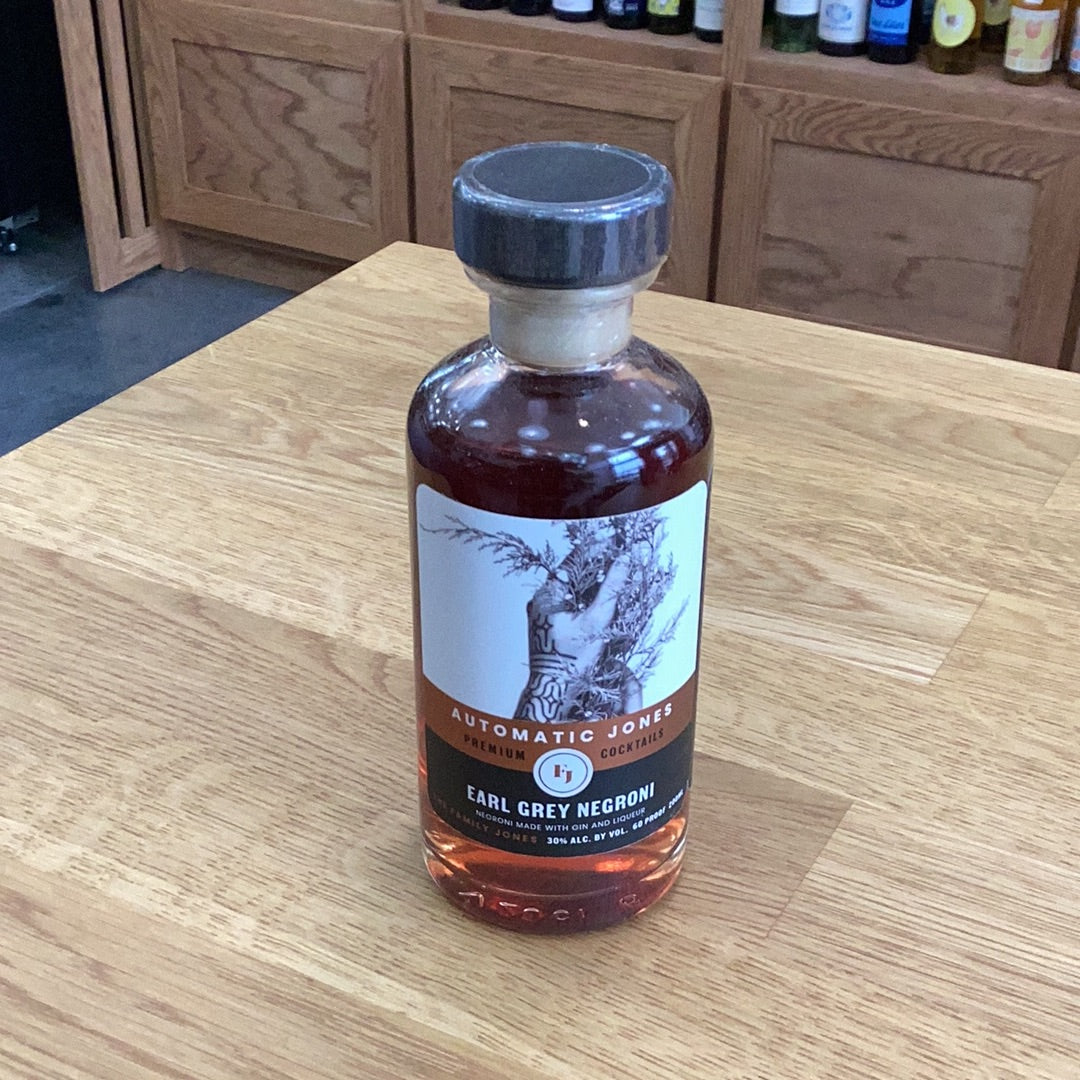 AUTOMATIC JONES
PREMIUM COCKTAILS
FJ
EARL GREY NEGRONI
NEGRONI MADE WITH GIN AND LIQUEUR
THE FAMILY JONES 30% ALC. BY VOL. 60 PROOF 200ML